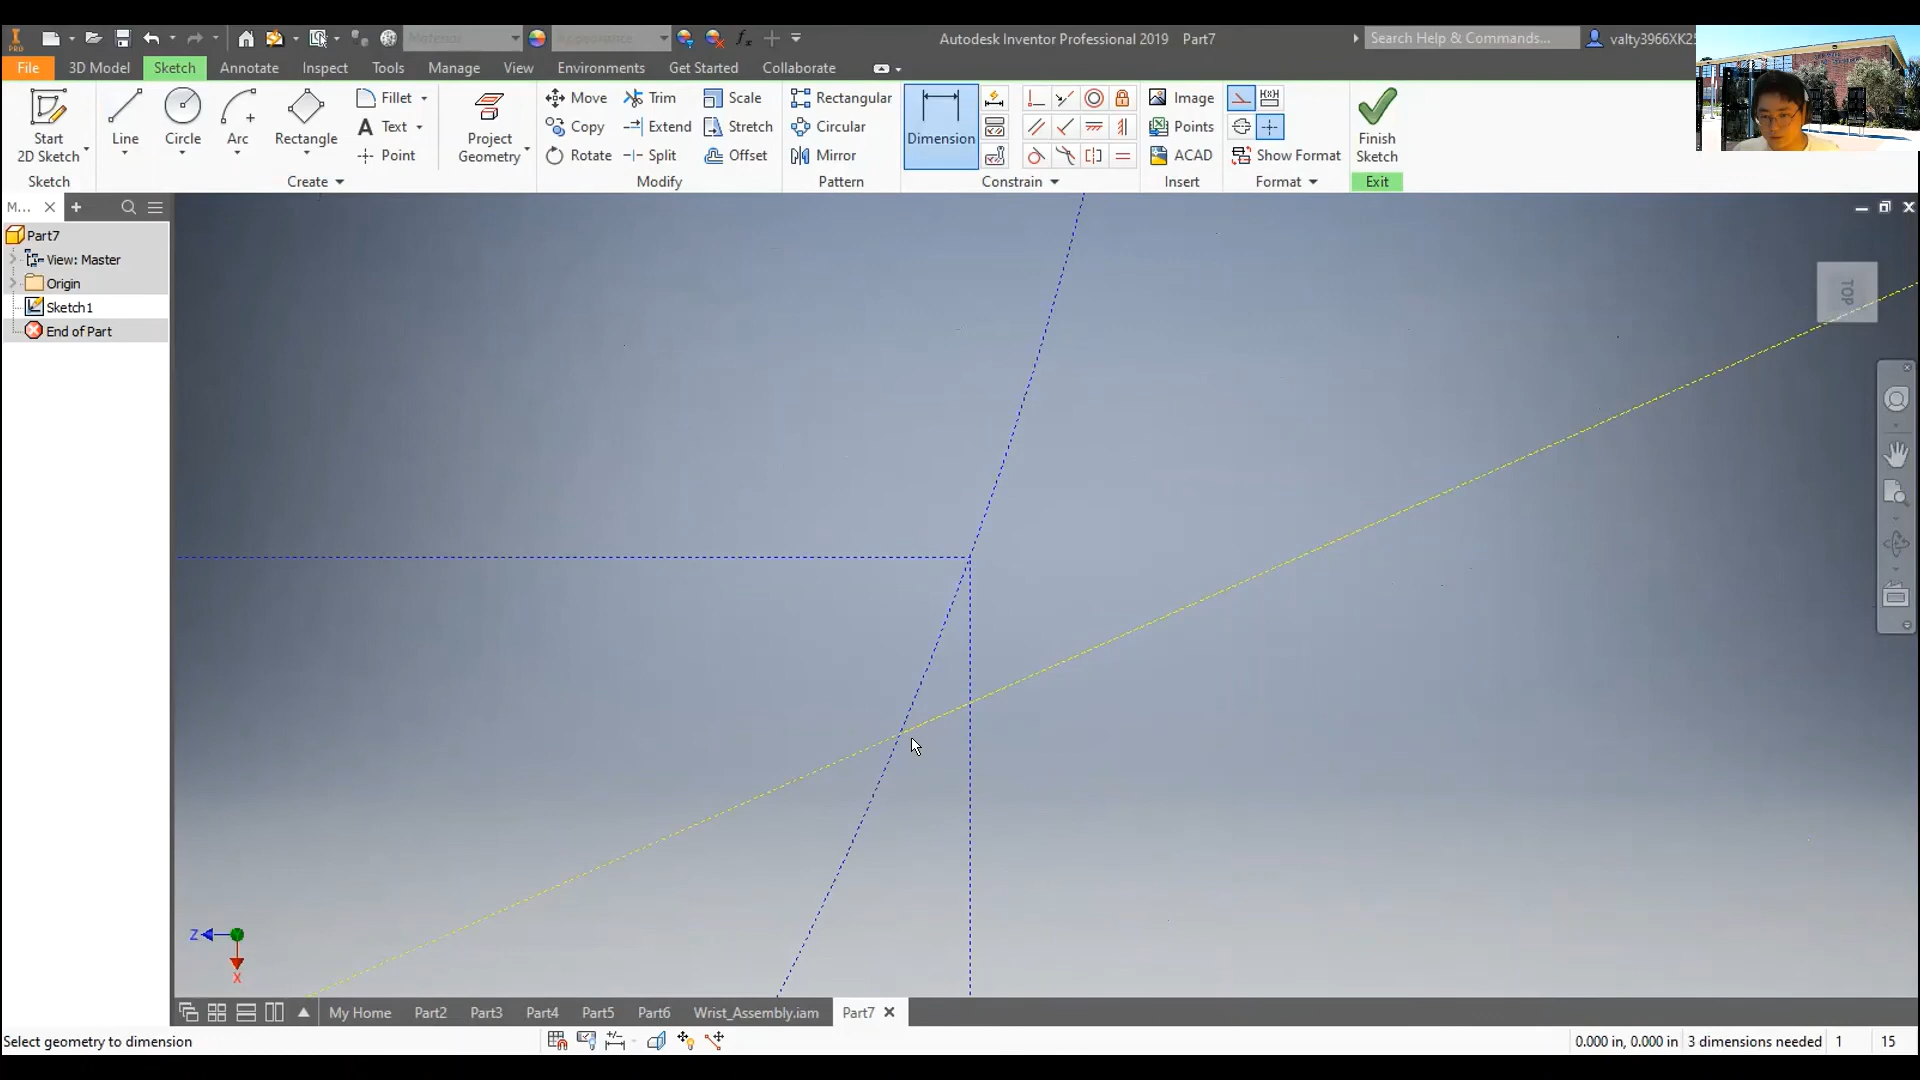 PRO
Material
Appearance
Autodesk Inventor Professional 2019 Part7
Search Help & Commands...
File 3D Model Sketch Annotate Inspect Tools Manage View Environments Get Started Collaborate
Start
2D Sketch
Line
Circle
Arc
Rectangle
Fillet
Text
Point
Project
Geometry
Move Trim Scale
Copy Extend Stretch
Rotate Split Offset
Rectangular
Circular
Mirror
Dimension
Image
Points
ACAD
Show Format
Finish
Sketch
Sketch Create Modify Pattern Constrain Insert Format Exit
M...
Part7
View: Master
Origin
Sketch1
End of Part
TOP
Z
X
My Home Part2 Part3 Part4 Part5 Part6 Wrist_Assembly.iam Part7
Select geometry to dimension
0.000 in, 0.000 in 3 dimensions needed 1 15